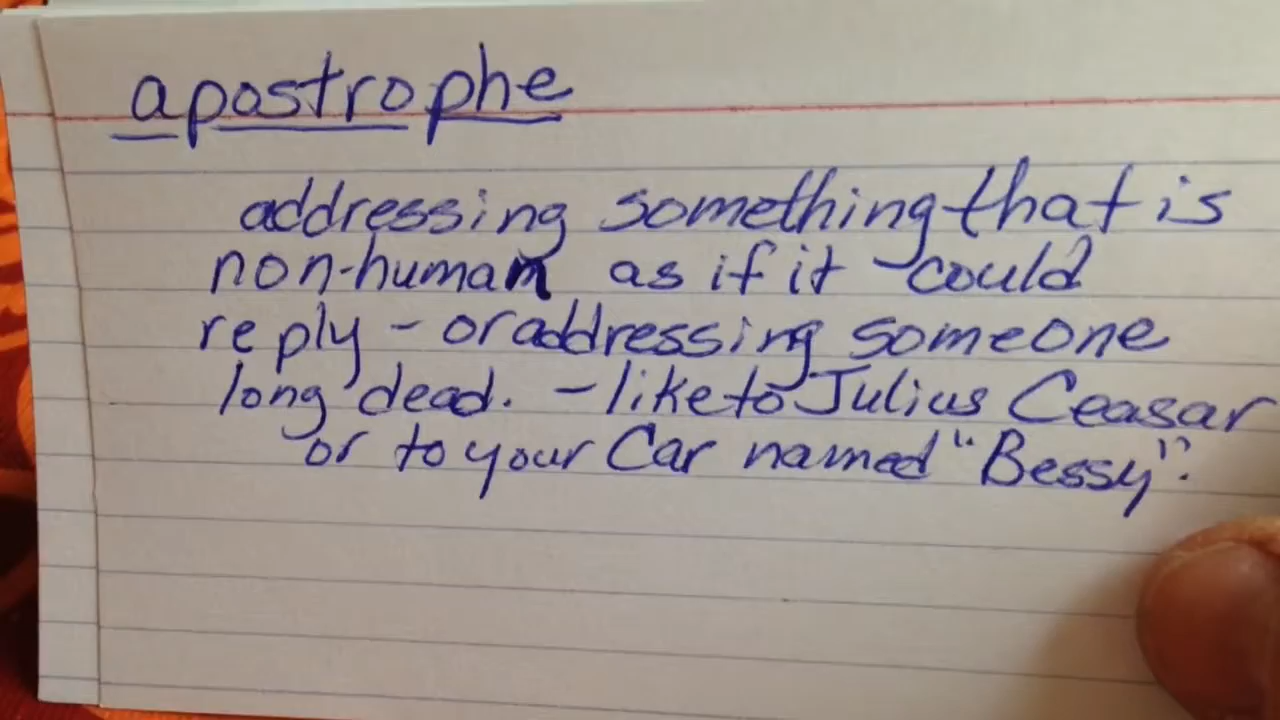 apostrophe
addressing something that is
non-human as if it could
reply - or addressing someone
long dead. - like to Julius Ceasar
or to your Car named "Bessy".